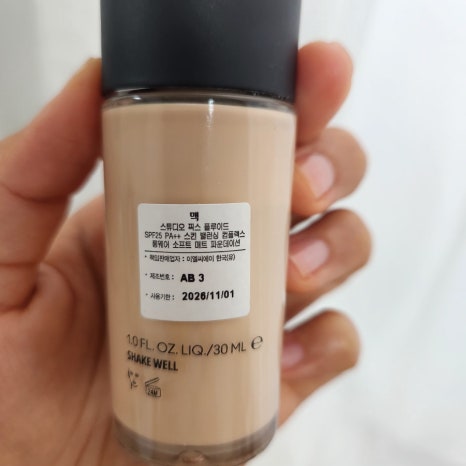 맥
스튜디오 픽스 플루이드
SPF25 PA++ 스킨 밸런싱 컴플렉스
롱웨어 소프트 매트 파운데이션
• 책임판매업자 : 이엘씨에이 한국(유)
• 제조번호 : AB 3
• 사용기한 : 2026/11/01
1.0 FL. OZ. LIQ./30 ML ℮
SHAKE WELL
24M